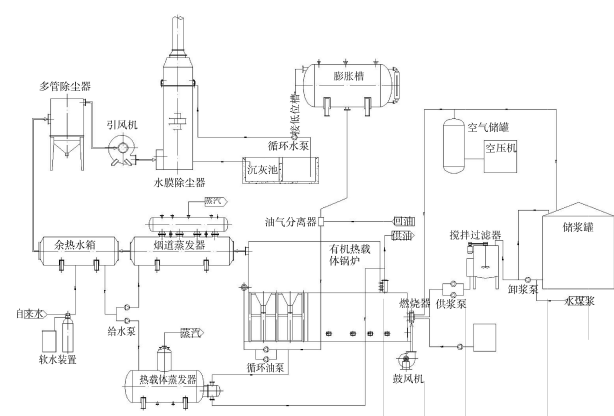 多管除尘器
引风机
水膜除尘器
循环水泵
沉灰池
接低位槽
膨胀槽
空气储罐
空压机
蒸汽
油气分离器
回油
供油
余热水箱
烟道蒸发器
有机热载
体锅炉
搅拌过滤器
储浆罐
自来水
给水泵
燃烧器
供浆泵
卸浆泵
水煤浆
软水装置
蒸汽
热载体蒸发器
循环油泵
鼓风机